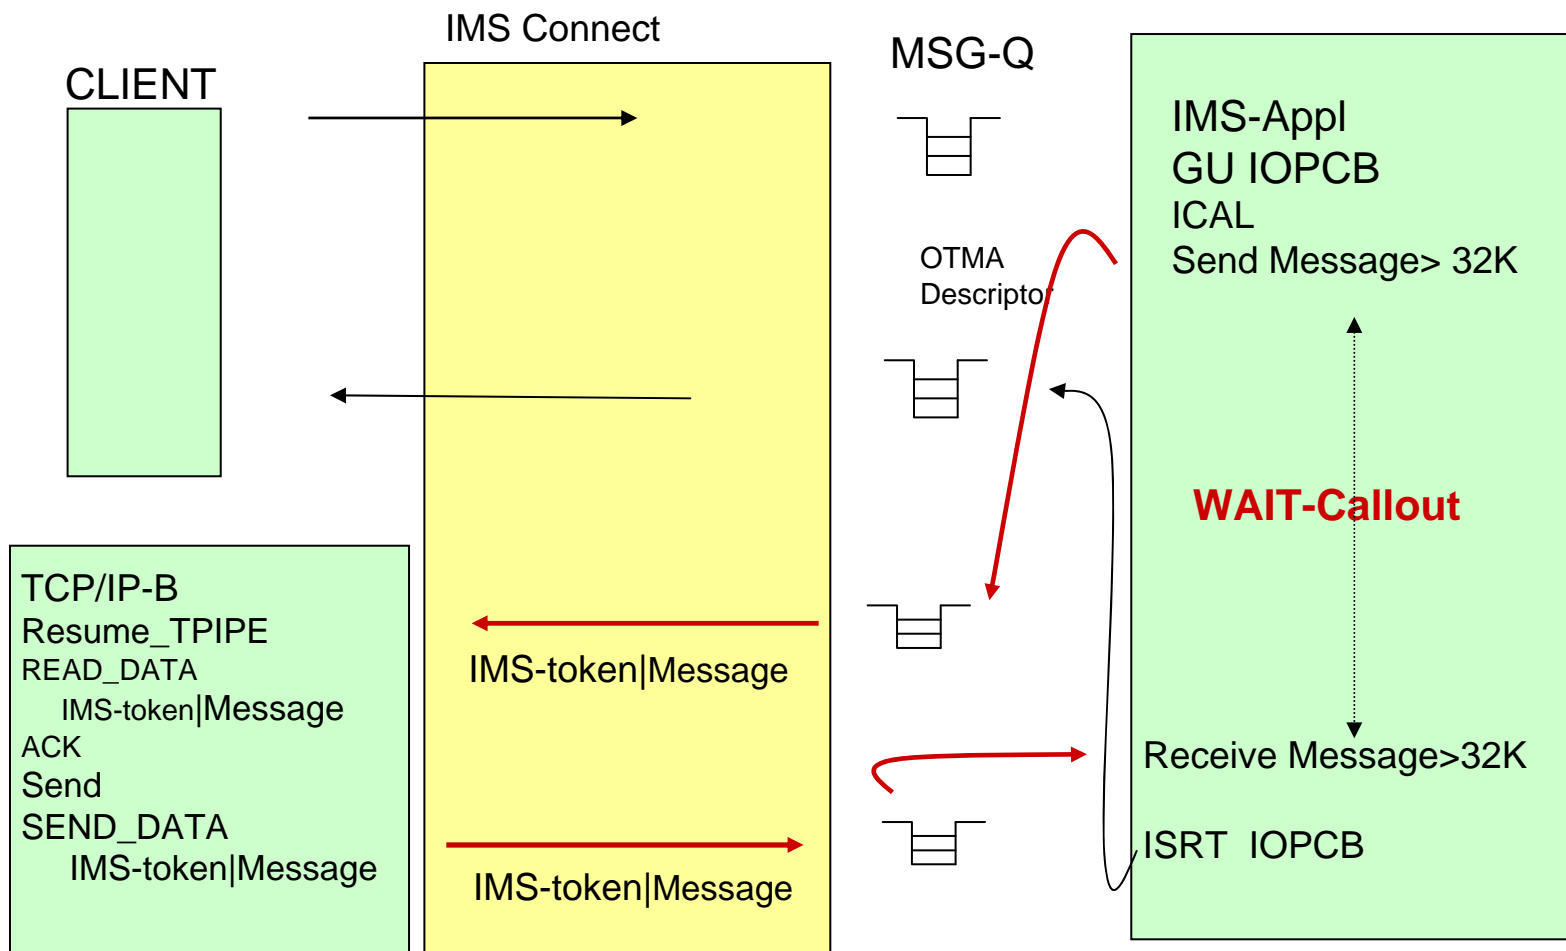 IMS Connect
MSG-Q
CLIENT
IMS-Appl
GU IOPCB
ICAL
Send Message> 32K
OTMA
Descriptor
WAIT-Callout
TCP/IP-B
Resume_TPIPE
READ_DATA
IMS-token|Message
ACK
Send
SEND_DATA
IMS-token|Message
IMS-token|Message
IMS-token|Message
Receive Message>32K
ISRT IOPCB